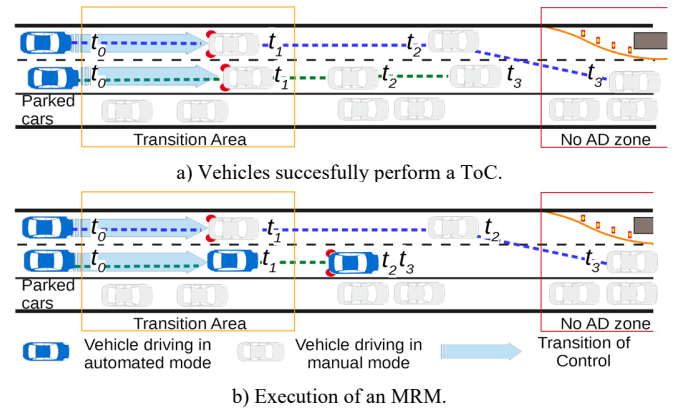 t0 t1 t2
t0 t1 t2 t3 t3
Parked
cars
Transition Area No AD zone
a) Vehicles succesfully perform a ToC.
t0 t1 t2
t0 t1 t2 t3 t3
Parked
cars
Transition Area No AD zone
Vehicle driving in
automated mode
Vehicle driving in
manual mode
Transition of
Control
b) Execution of an MRM.